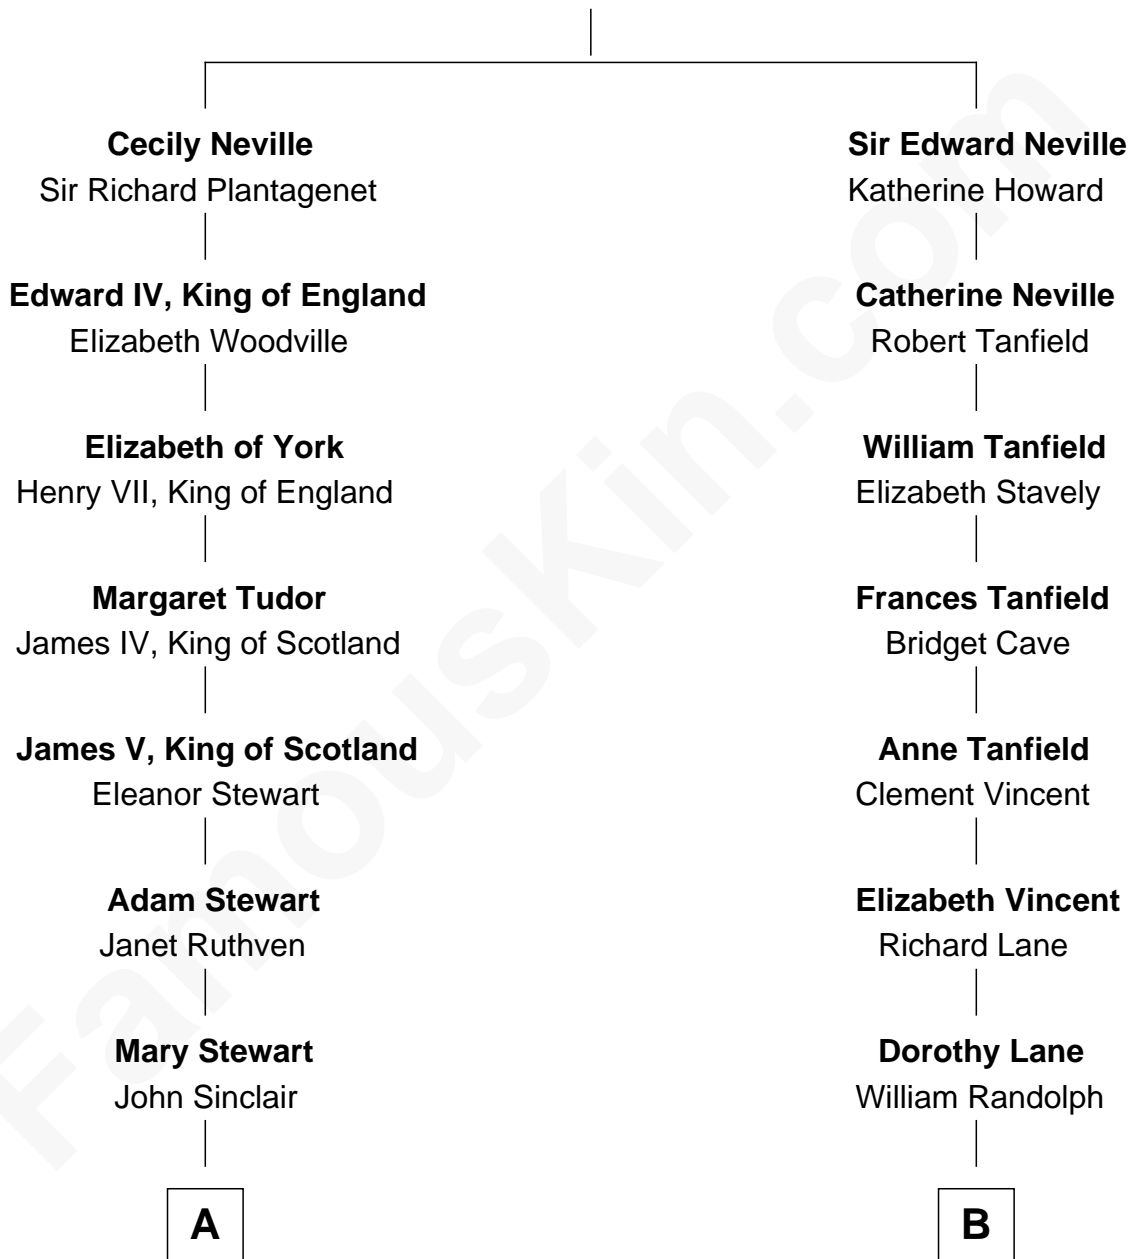 Cecily Neville
Sir Richard Plantagenet
Edward IV, King of England
Elizabeth Woodville
Elizabeth of York
Henry VII, King of England
Margaret Tudor
James IV, King of Scotland
James V, King of Scotland
Eleanor Stewart
Adam Stewart
Janet Ruthven
Mary Stewart
John Sinclair
A
Sir Edward Neville
Katherine Howard
Catherine Neville
Robert Tanfield
William Tanfield
Elizabeth Stavely
Frances Tanfield
Bridget Cave
Anne Tanfield
Clement Vincent
Elizabeth Vincent
Richard Lane
Dorothy Lane
William Randolph
B
FamousKin.com